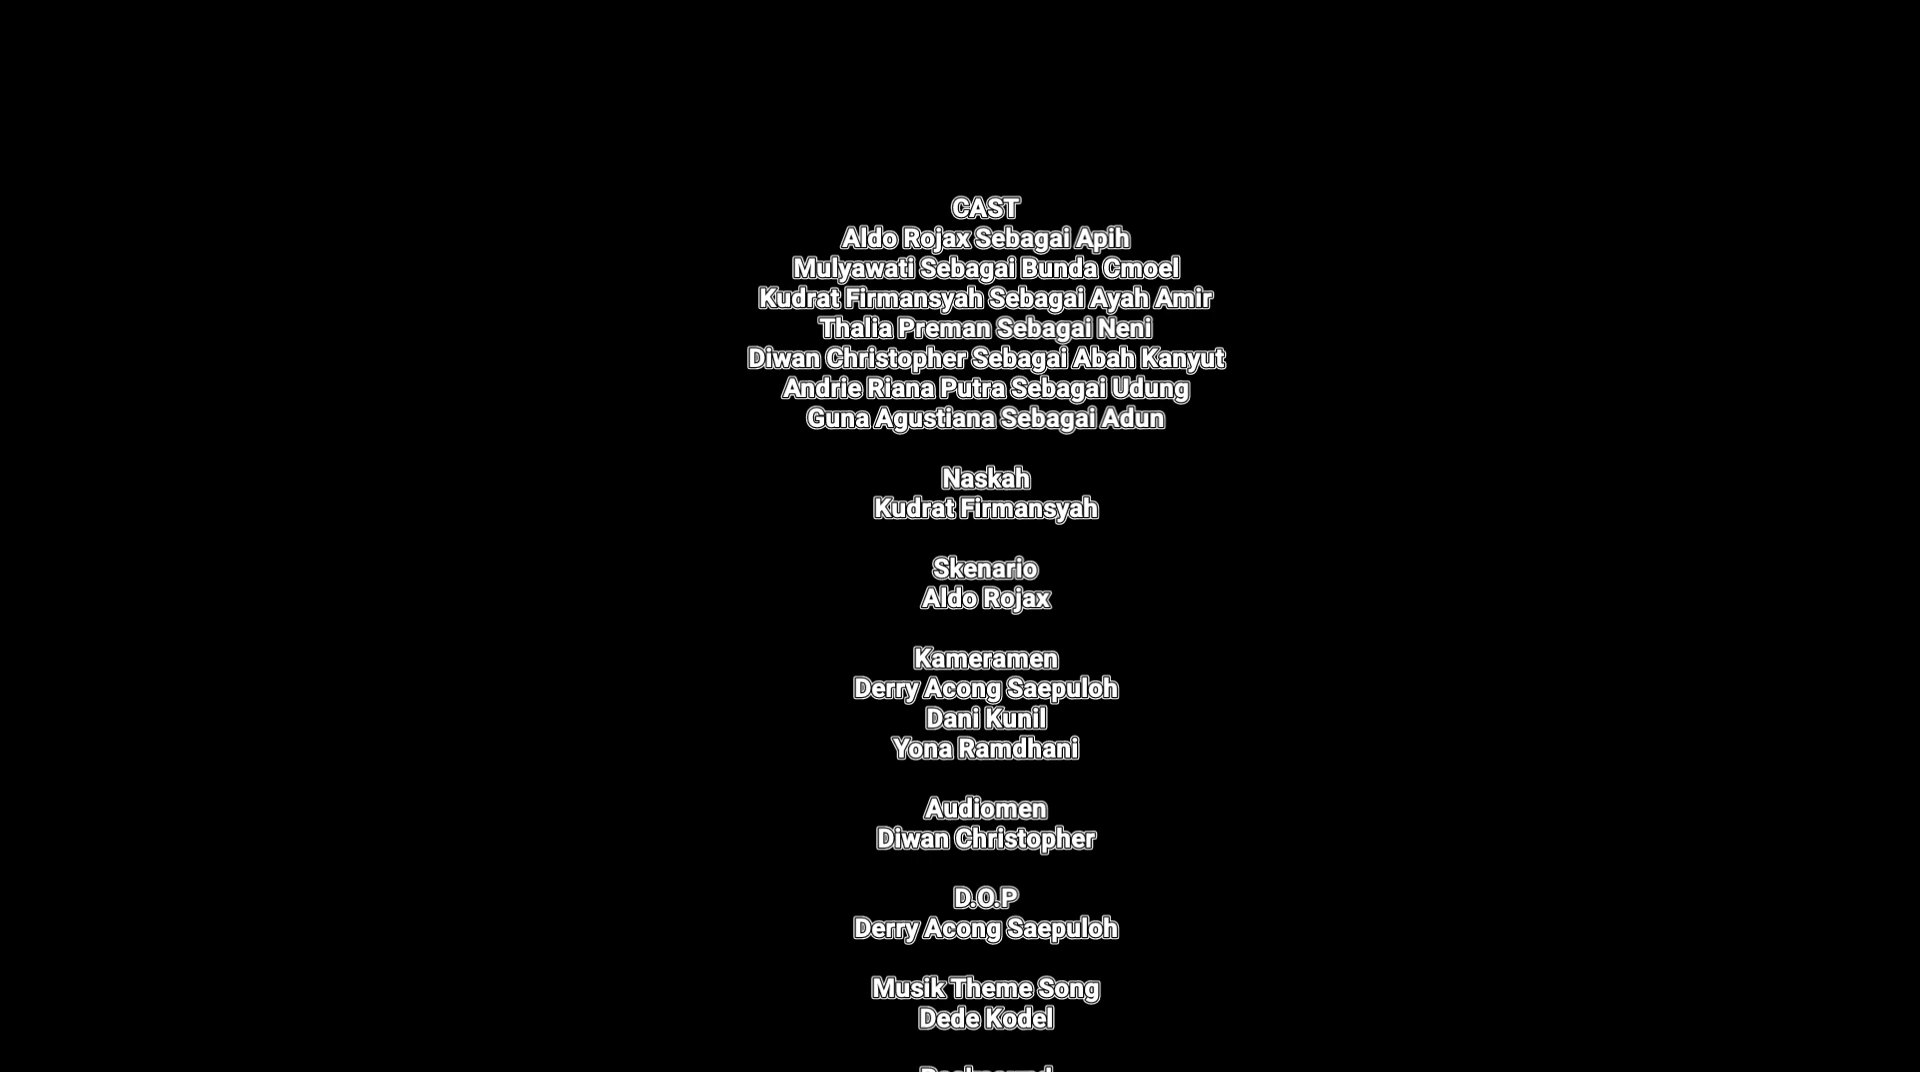 CAST
Aldo Rojax Sebagai Apih
Mulyawati Sebagai Bunda Cmoel
Kudrat Firmansyah Sebagai Ayah Amir
Thalia Preman Sebagai Neni
Diwan Christopher Sebagai Abah Kanyut
Andrie Riana Putra Sebagai Udung
Guna Agustiana Sebagai Adun
Naskah
Kudrat Firmansyah
Skenario
Aldo Rojax
Kameramen
Derry Acong Saepuloh
Dani Kunil
Yona Ramdhani
Audiomen
Diwan Christopher
D.O.P
Derry Acong Saepuloh
Musik Theme Song
Dede Kodel